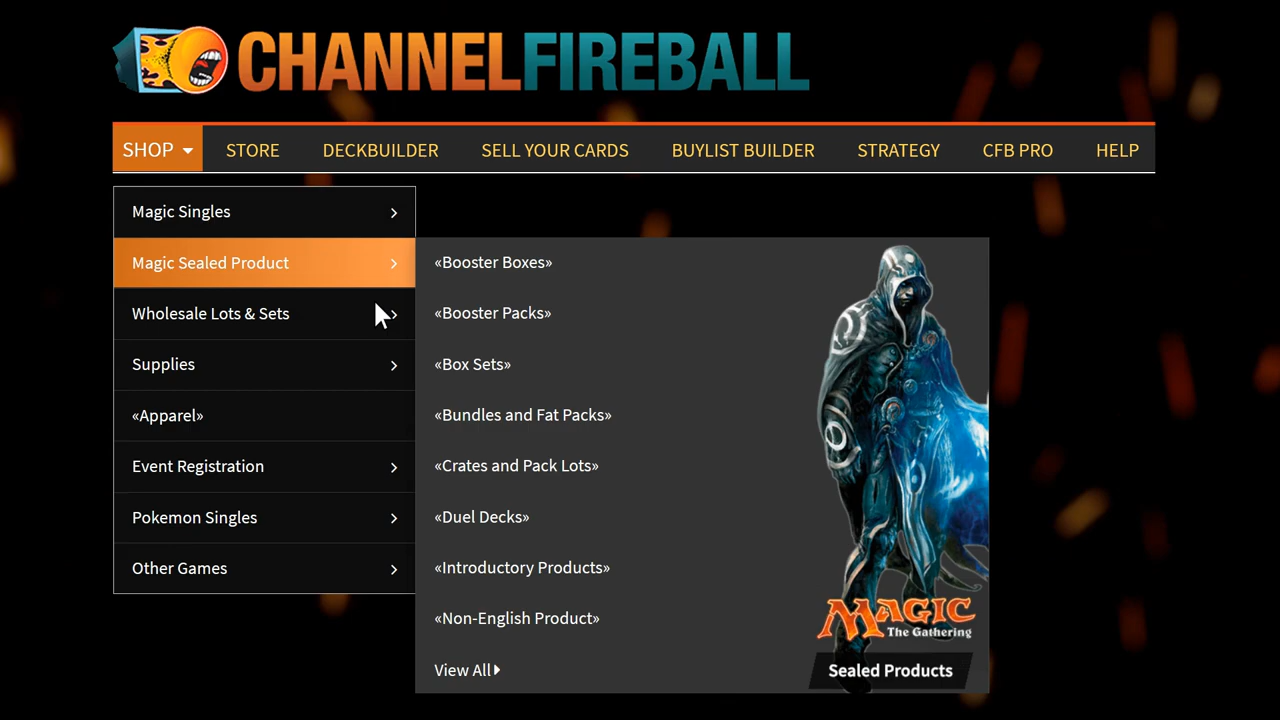 CHANNELFIREBALL
SHOP
STORE
DECKBUILDER
SELL YOUR CARDS
BUYLIST BUILDER
STRATEGY
CFB PRO
HELP
Magic Singles
Magic Sealed Product
Wholesale Lots & Sets
Supplies
«Apparel»
Event Registration
Pokemon Singles
Other Games
«Booster Boxes»
«Booster Packs»
«Box Sets»
«Bundles and Fat Packs»
«Crates and Pack Lots»
«Duel Decks»
«Introductory Products»
«Non-English Product»
View All
MAGIC
The Gathering
Sealed Products